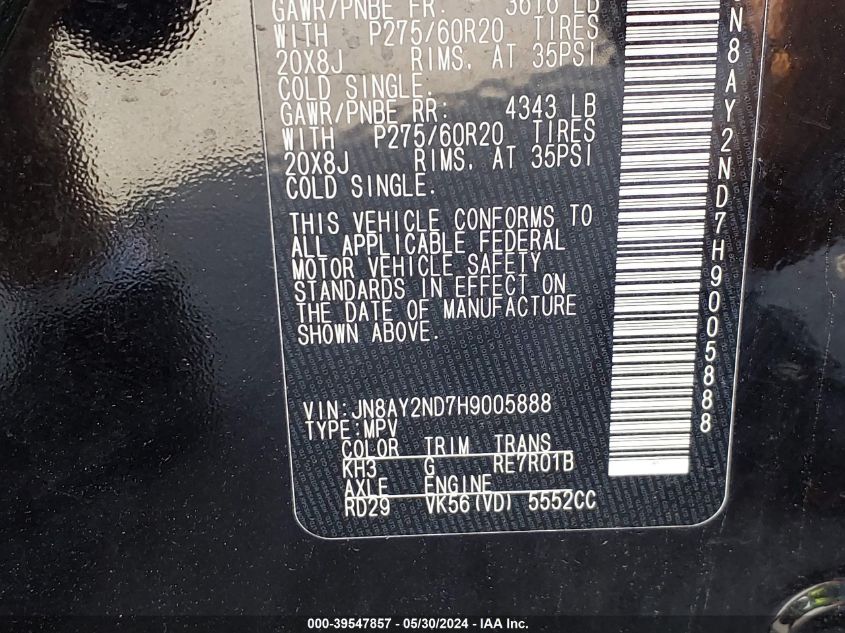 GAWR/PNBE FR: 3616 LB
WITH P275/60R20 TIRES
20X8J RIMS, AT 35PSI
COLD SINGLE.
GAWR/PNBE RR: 4343 LB
WITH P275/60R20 TIRES
20X8J RIMS, AT 35PSI
COLD SINGLE.
THIS VEHICLE CONFORMS TO
ALL APPLICABLE FEDERAL
MOTOR VEHICLE SAFETY
STANDARDS IN EFFECT ON
THE DATE OF MANUFACTURE
SHOWN ABOVE.
VIN:JN8AY2ND7H9005888
TYPE:MPV
COLOR TRIM TRANS
KH3 G RE7R01B
AXLE ENGINE
RD29 VK56(VD) 5552CC
N8AY2ND7H9005888
000-39547857 / 05/30/2024 - IAA Inc.